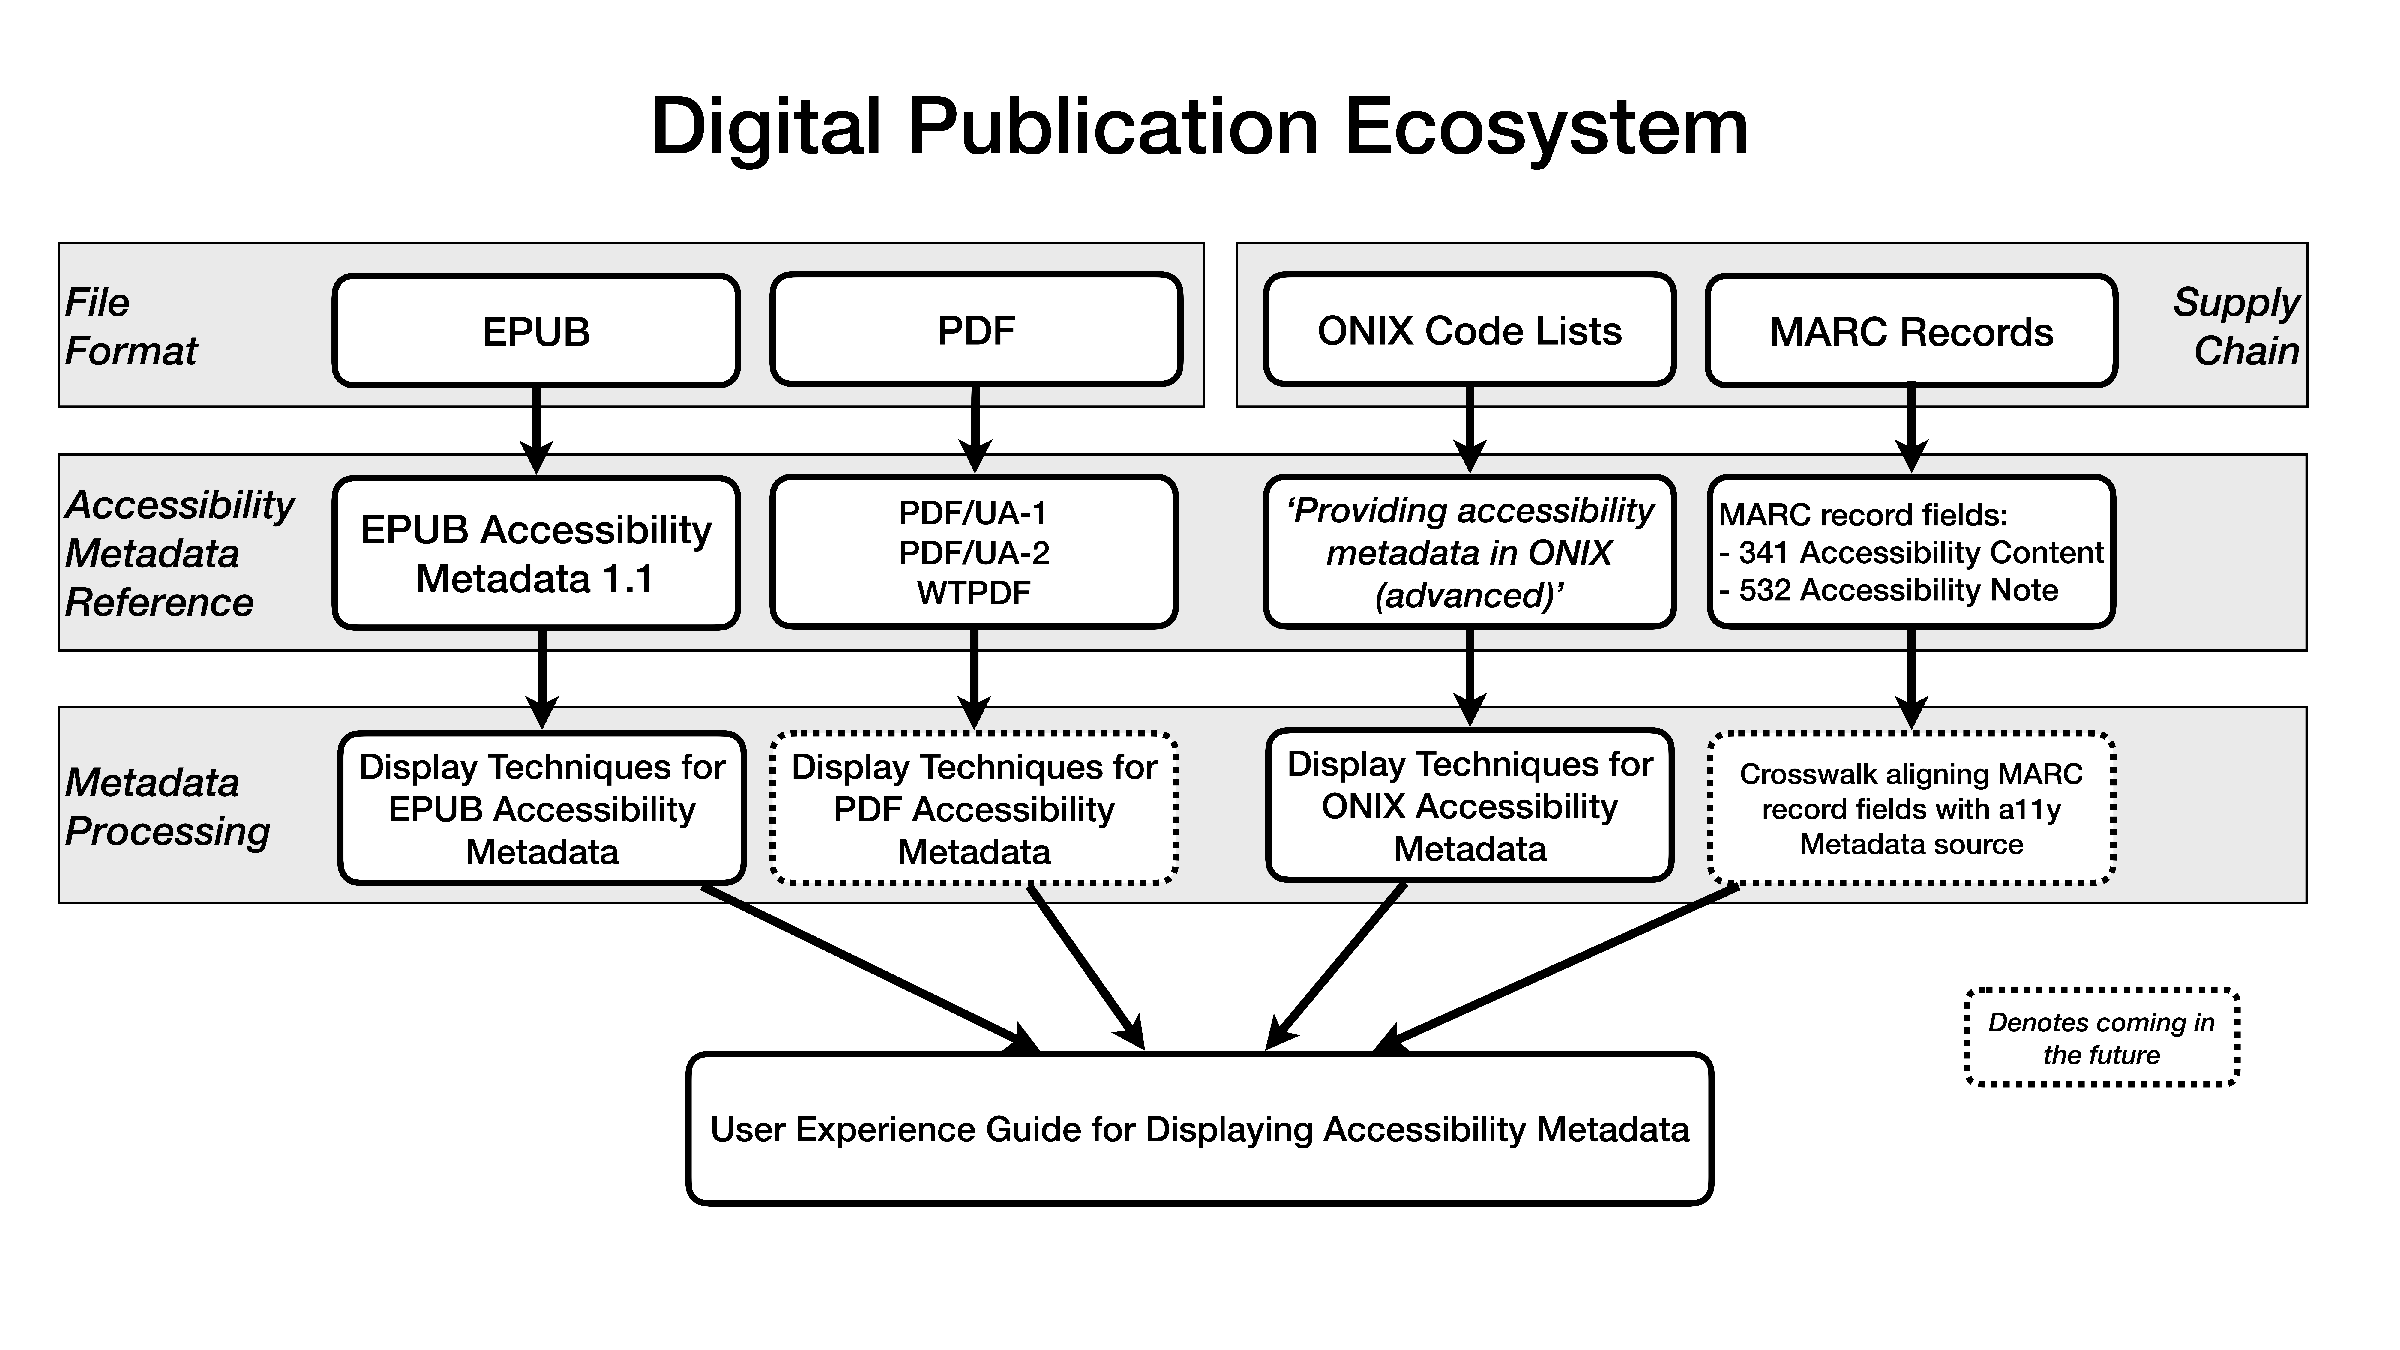 Digital Publication Ecosystem
File
Format
EPUB
PDF
ONIX Code Lists
MARC Records
Supply
Chain
Accessibility
Metadata
Reference
EPUB Accessibility
Metadata 1.1
PDF/UA-1
PDF/UA-2
WTPDF
‘Providing accessibility
metadata in ONIX
(advanced)’
MARC record fields:
- 341 Accessibility Content
- 532 Accessibility Note
Metadata
Processing
Display Techniques for
EPUB Accessibility
Metadata
Display Techniques for
PDF Accessibility
Metadata
Display Techniques for
ONIX Accessibility
Metadata
Crosswalk aligning MARC
record fields with a11y
Metadata source
Denotes coming in
the future
User Experience Guide for Displaying Accessibility Metadata